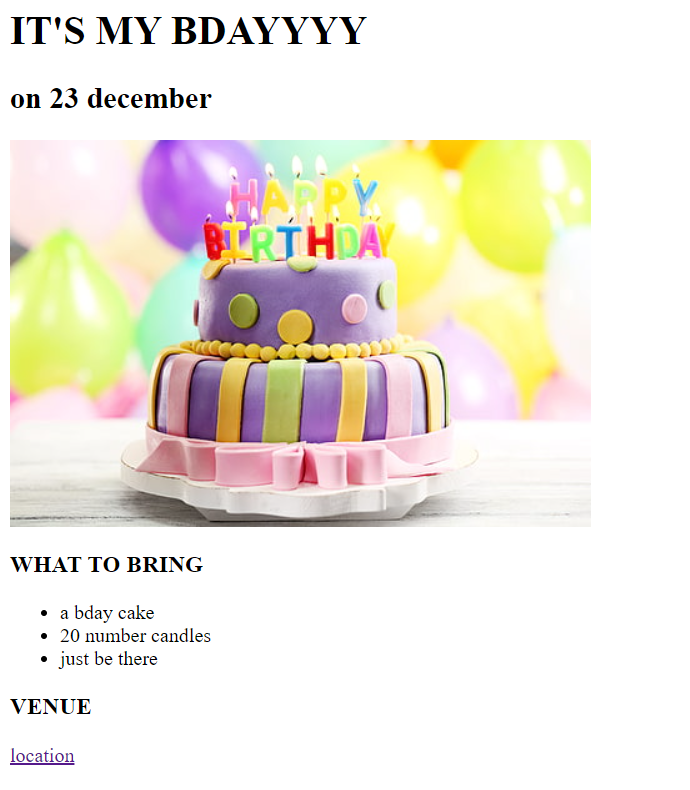 IT'S MY BDAYYYY
on 23 december
HAPPY
BIRTHDAY
WHAT TO BRING
a bday cake
20 number candles
just be there
VENUE
location